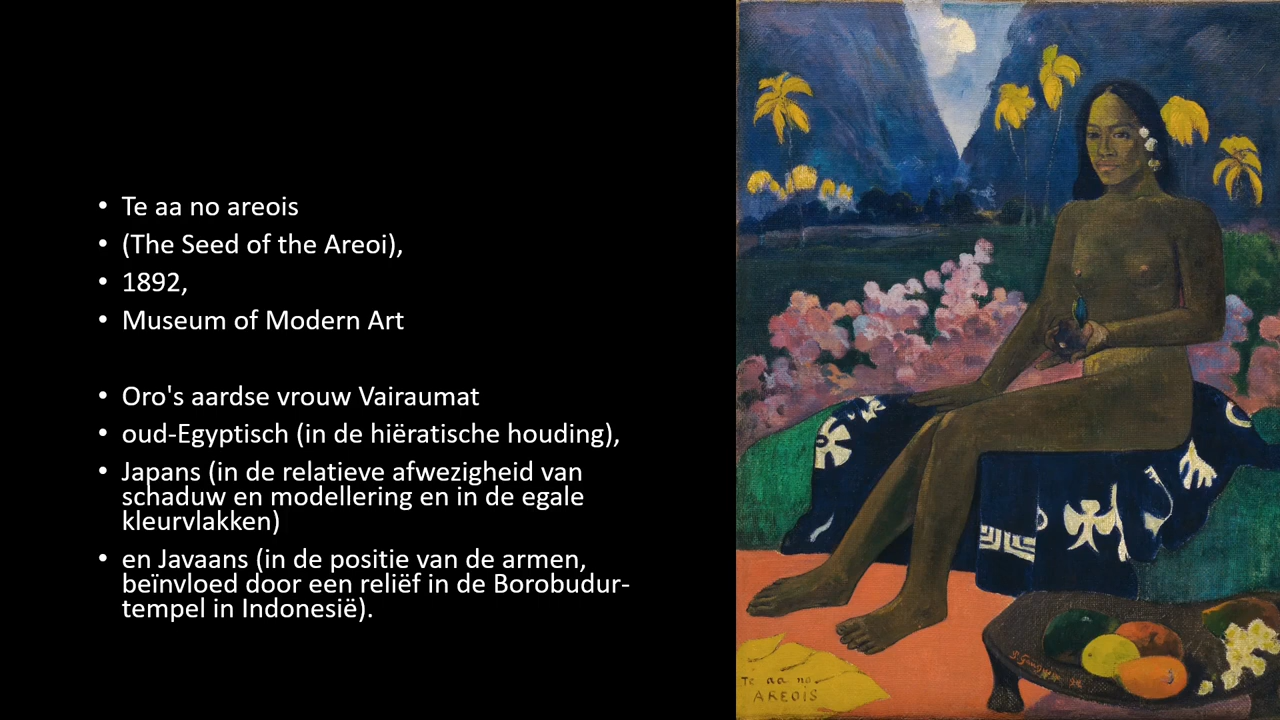 • Te aa no areois
• (The Seed of the Areoi),
• 1892,
• Museum of Modern Art
• Oro's aardse vrouw Vairaumat
• oud-Egyptisch (in de hiëratische houding),
• Japans (in de relatieve afwezigheid van
schaduw en modellering en in de egale
kleurvlakken)
• en Javaans (in de positie van de armen,
beïnvloed door een reliëf in de Borobudur-
tempel in Indonesië).
Te aa no
AREOIS